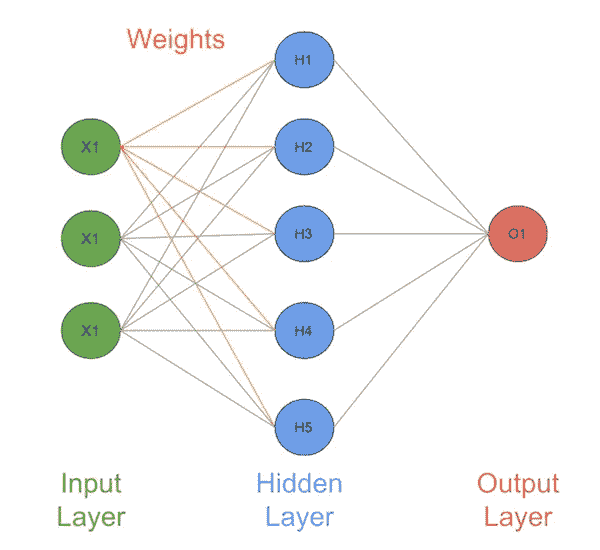 Weights
H1
X1
H2
X1
H3
O1
X1
H4
H5
Input
Layer
Hidden
Layer
Output
Layer